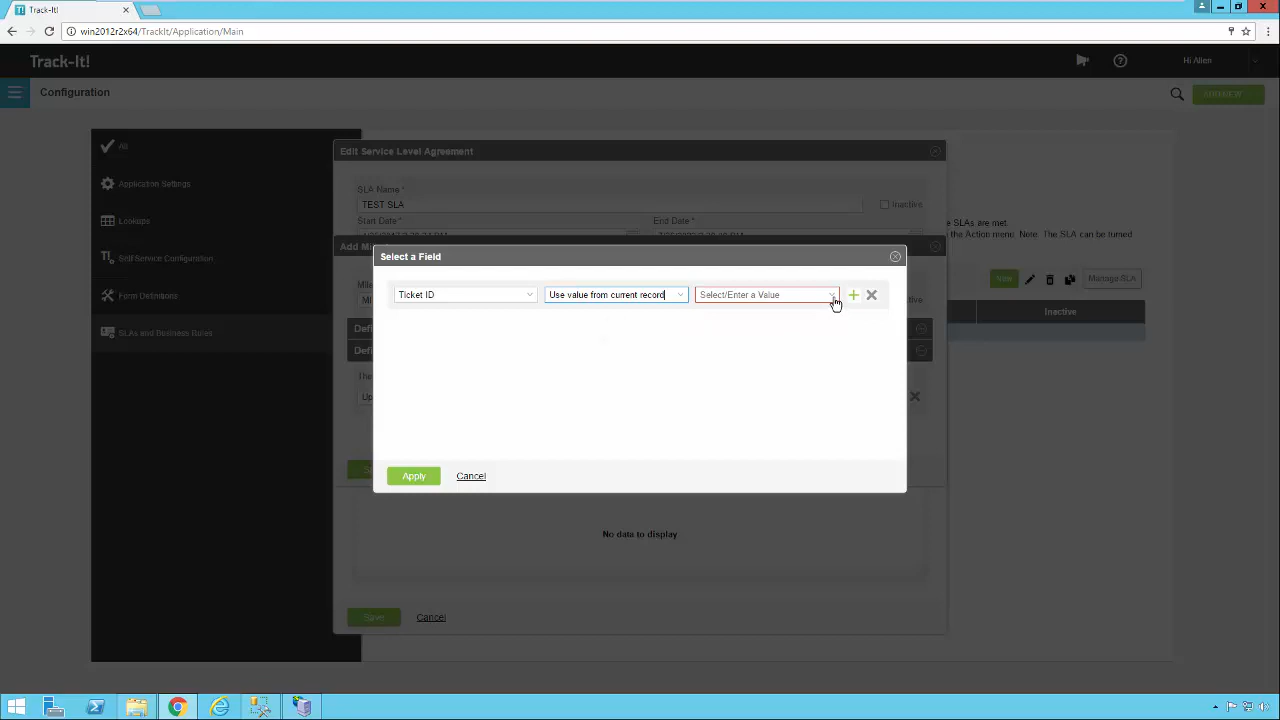 Track-It!
win2012r2x64/TrackIt/Application/Main
Track-It!
Hi Allen
Configuration
All
Application Settings
Lookups
Self Service Configuration
Form Definitions
SLAs and Business Rules
Edit Service Level Agreement
SLA Name *
TEST SLA
Inactive
Start Date *
End Date *
e SLAs are met.
the Action menu. Note. The SLA can be turned
New
Manage SLA
Inactive
Select a Field
Ticket ID
Use value from current record
Select/Enter a Value
Apply
Cancel
No data to display
Save
Cancel